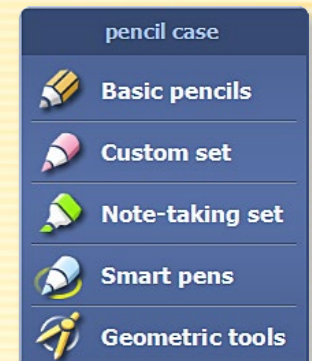 pencil case
Basic pencils
Custom set
Note-taking set
Smart pens
Geometric tools